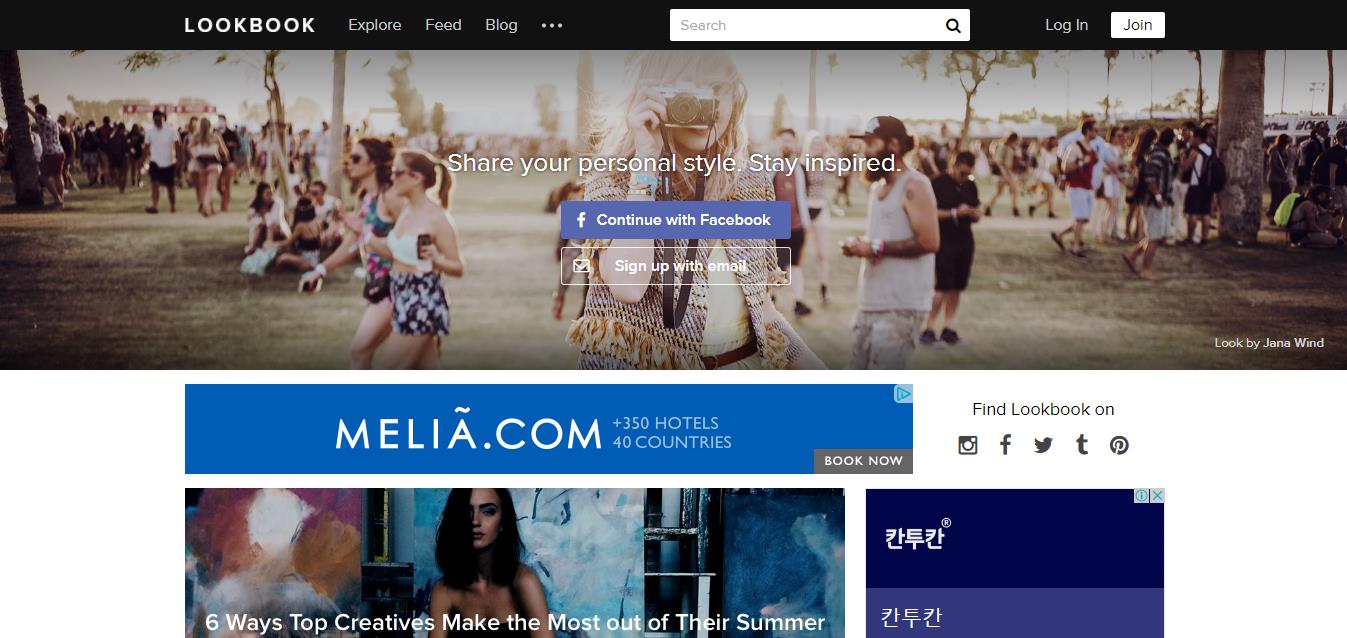 LOOKBOOK Explore Feed Blog ••• Search Log In Join
Share your personal style. Stay inspired.
f Continue with Facebook
Sign up with email
Look by Jana Wind
MELIÃ.COM +350 HOTELS
40 COUNTRIES
BOOK NOW
Find Lookbook on
칸투칸®
6 Ways Top Creatives Make the Most out of Their Summer
칸투칸